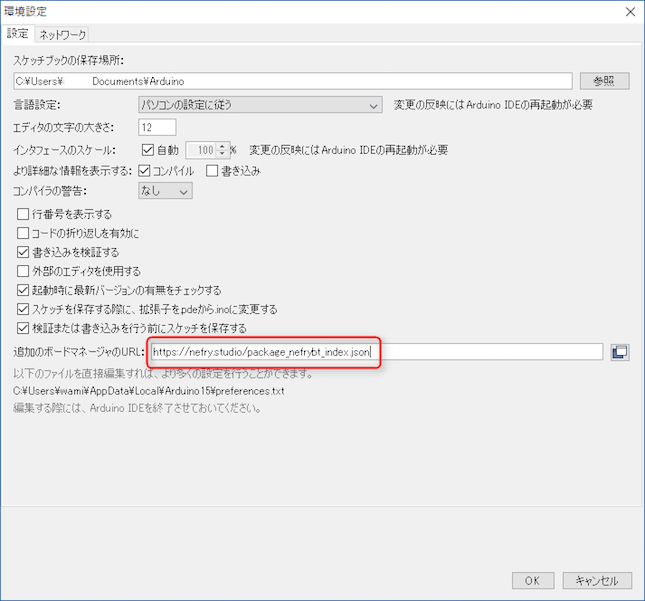 環境設定
設定 ネットワーク
スケッチブックの保存場所:
C:¥Users¥ Documents¥Arduino 参照
言語設定: パソコンの設定に従う 変更の反映にはArduino IDEの再起動が必要
エディタの文字の大きさ: 12
インタフェースのスケール: 自動 100 % 変更の反映にはArduino IDEの再起動が必要
より詳細な情報を表示する: コンパイル 書き込み
コンパイラの警告: なし
行番号を表示する
コードの折り返しを有効に
書き込みを検証する
外部のエディタを使用する
起動時に最新バージョンの有無をチェックする
スケッチを保存する際に、拡張子をpdeから.inoに変更する
検証または書き込みを行う前にスケッチを保存する
追加のボードマネージャのURL: https://nefry.studio/package_nefrybt_index.json
以下のファイルを直接編集すれば、より多くの設定を行うことができます。
C:¥Users¥wami¥AppData¥Local¥Arduino15¥preferences.txt
編集する際には、Arduino IDEを終了させておいてください。
OK キャンセル